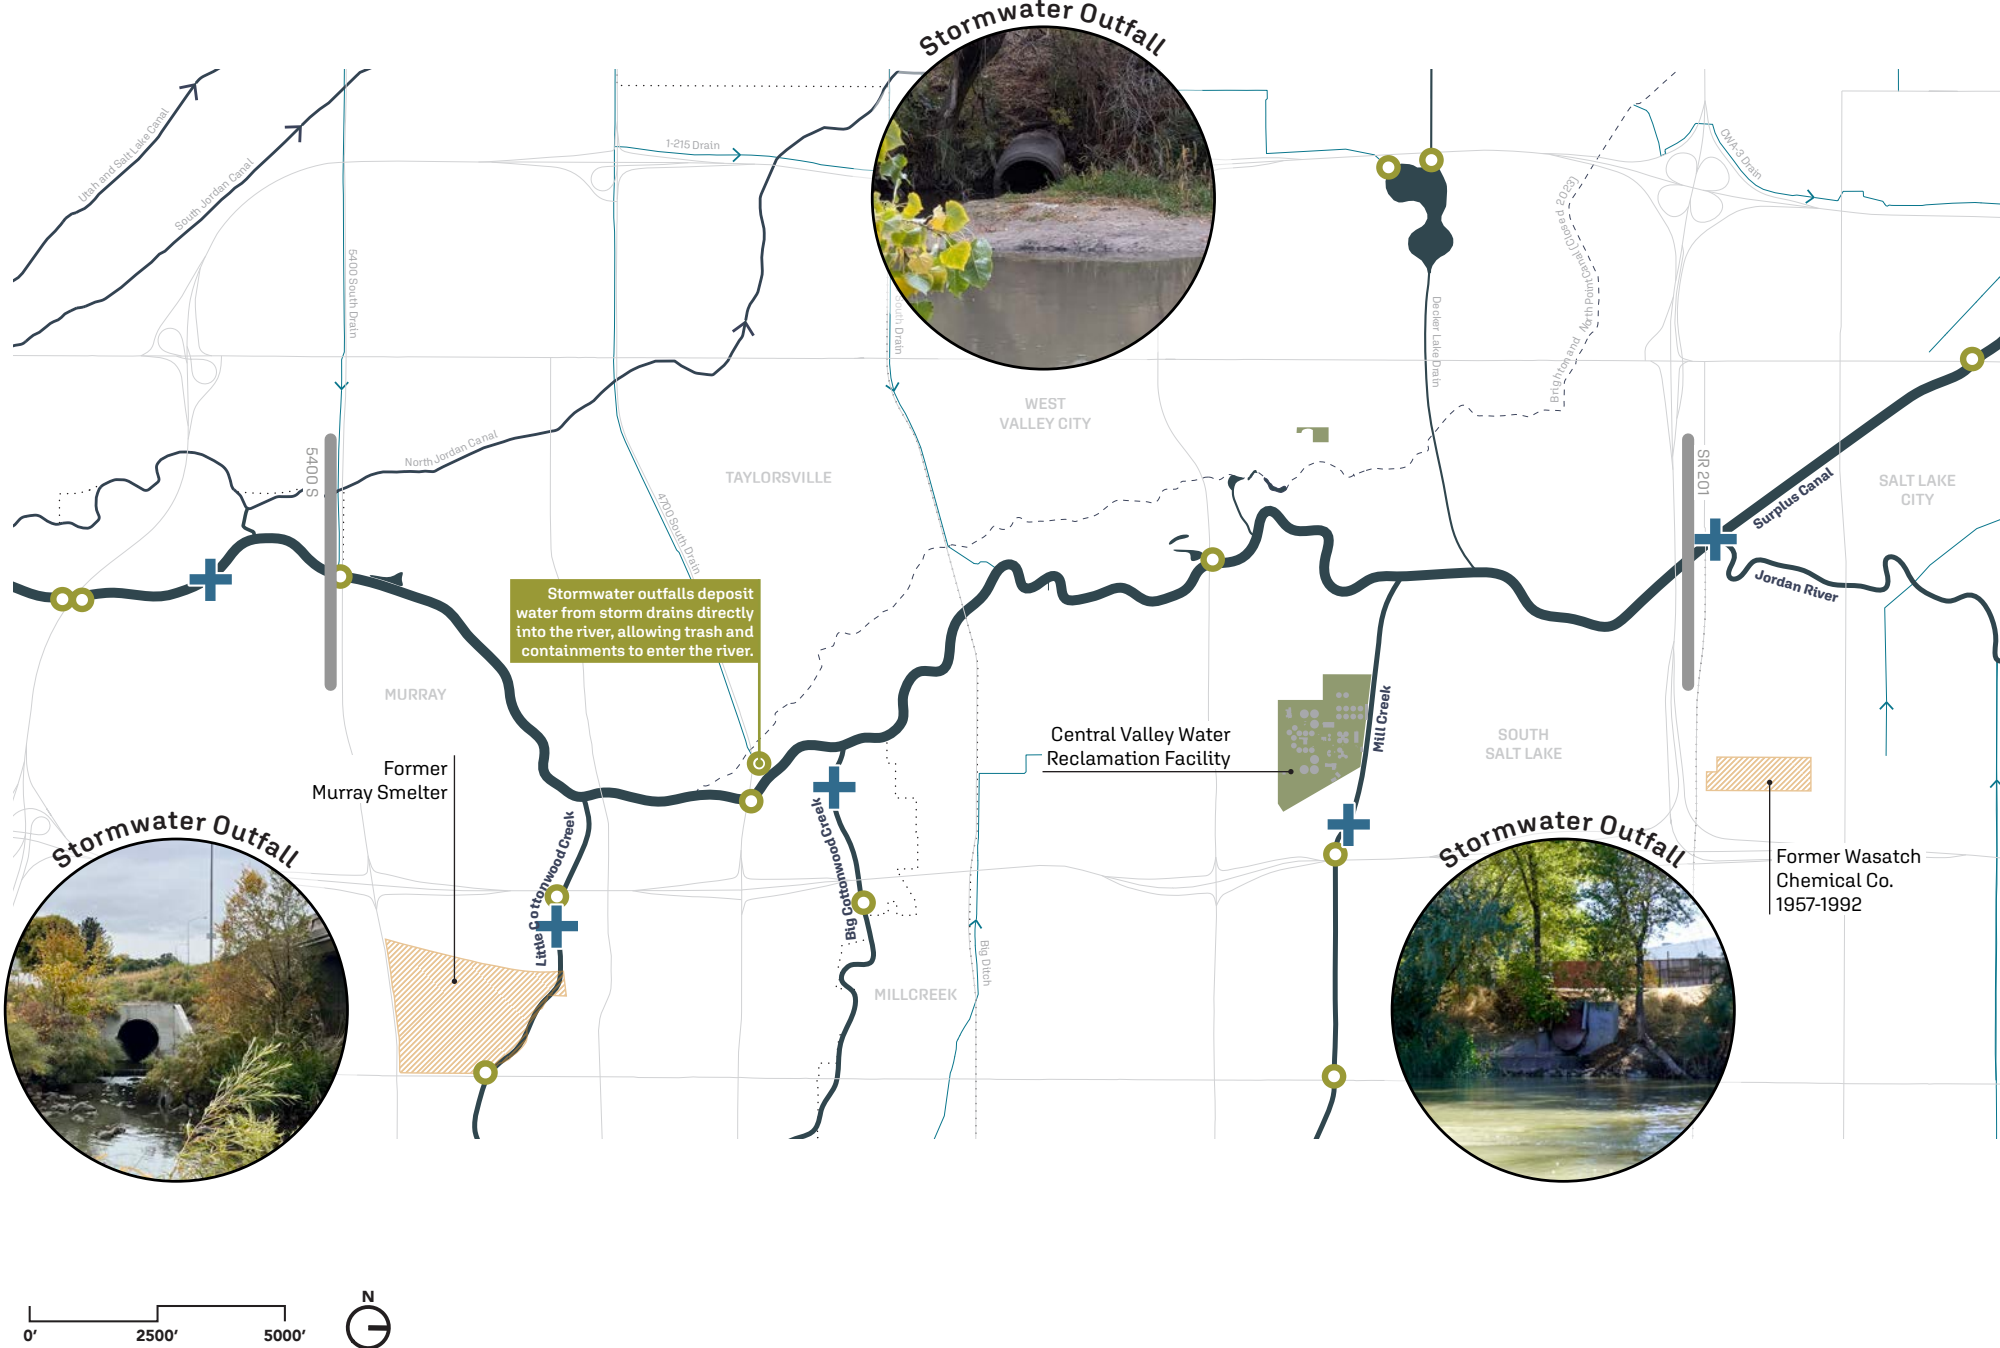 Stormwater Outfall
Utah and Salt Lake Canal
South Jordan Canal
5400 South Drain
1-215 Drain
South Drain
Decker Lake Drain
Brighton and North Point Canal (Closed 2023)
CWA-3 Drain
5400 S
North Jordan Canal
4700 South Drain
TAYLORSVILLE
WEST
VALLEY CITY
SR 201
Surplus Canal
SALT LAKE
CITY
Jordan River
Stormwater outfalls deposit
water from storm drains directly
into the river, allowing trash and
containments to enter the river.
MURRAY
Former
Murray Smelter
Central Valley Water
Reclamation Facility
Mill Creek
SOUTH
SALT LAKE
Little Cottonwood Creek
Big Cottonwood Creek
Big Ditch
MILLCREEK
Stormwater Outfall
Stormwater Outfall
Former Wasatch
Chemical Co.
1957-1992
0'
2500'
5000'
N